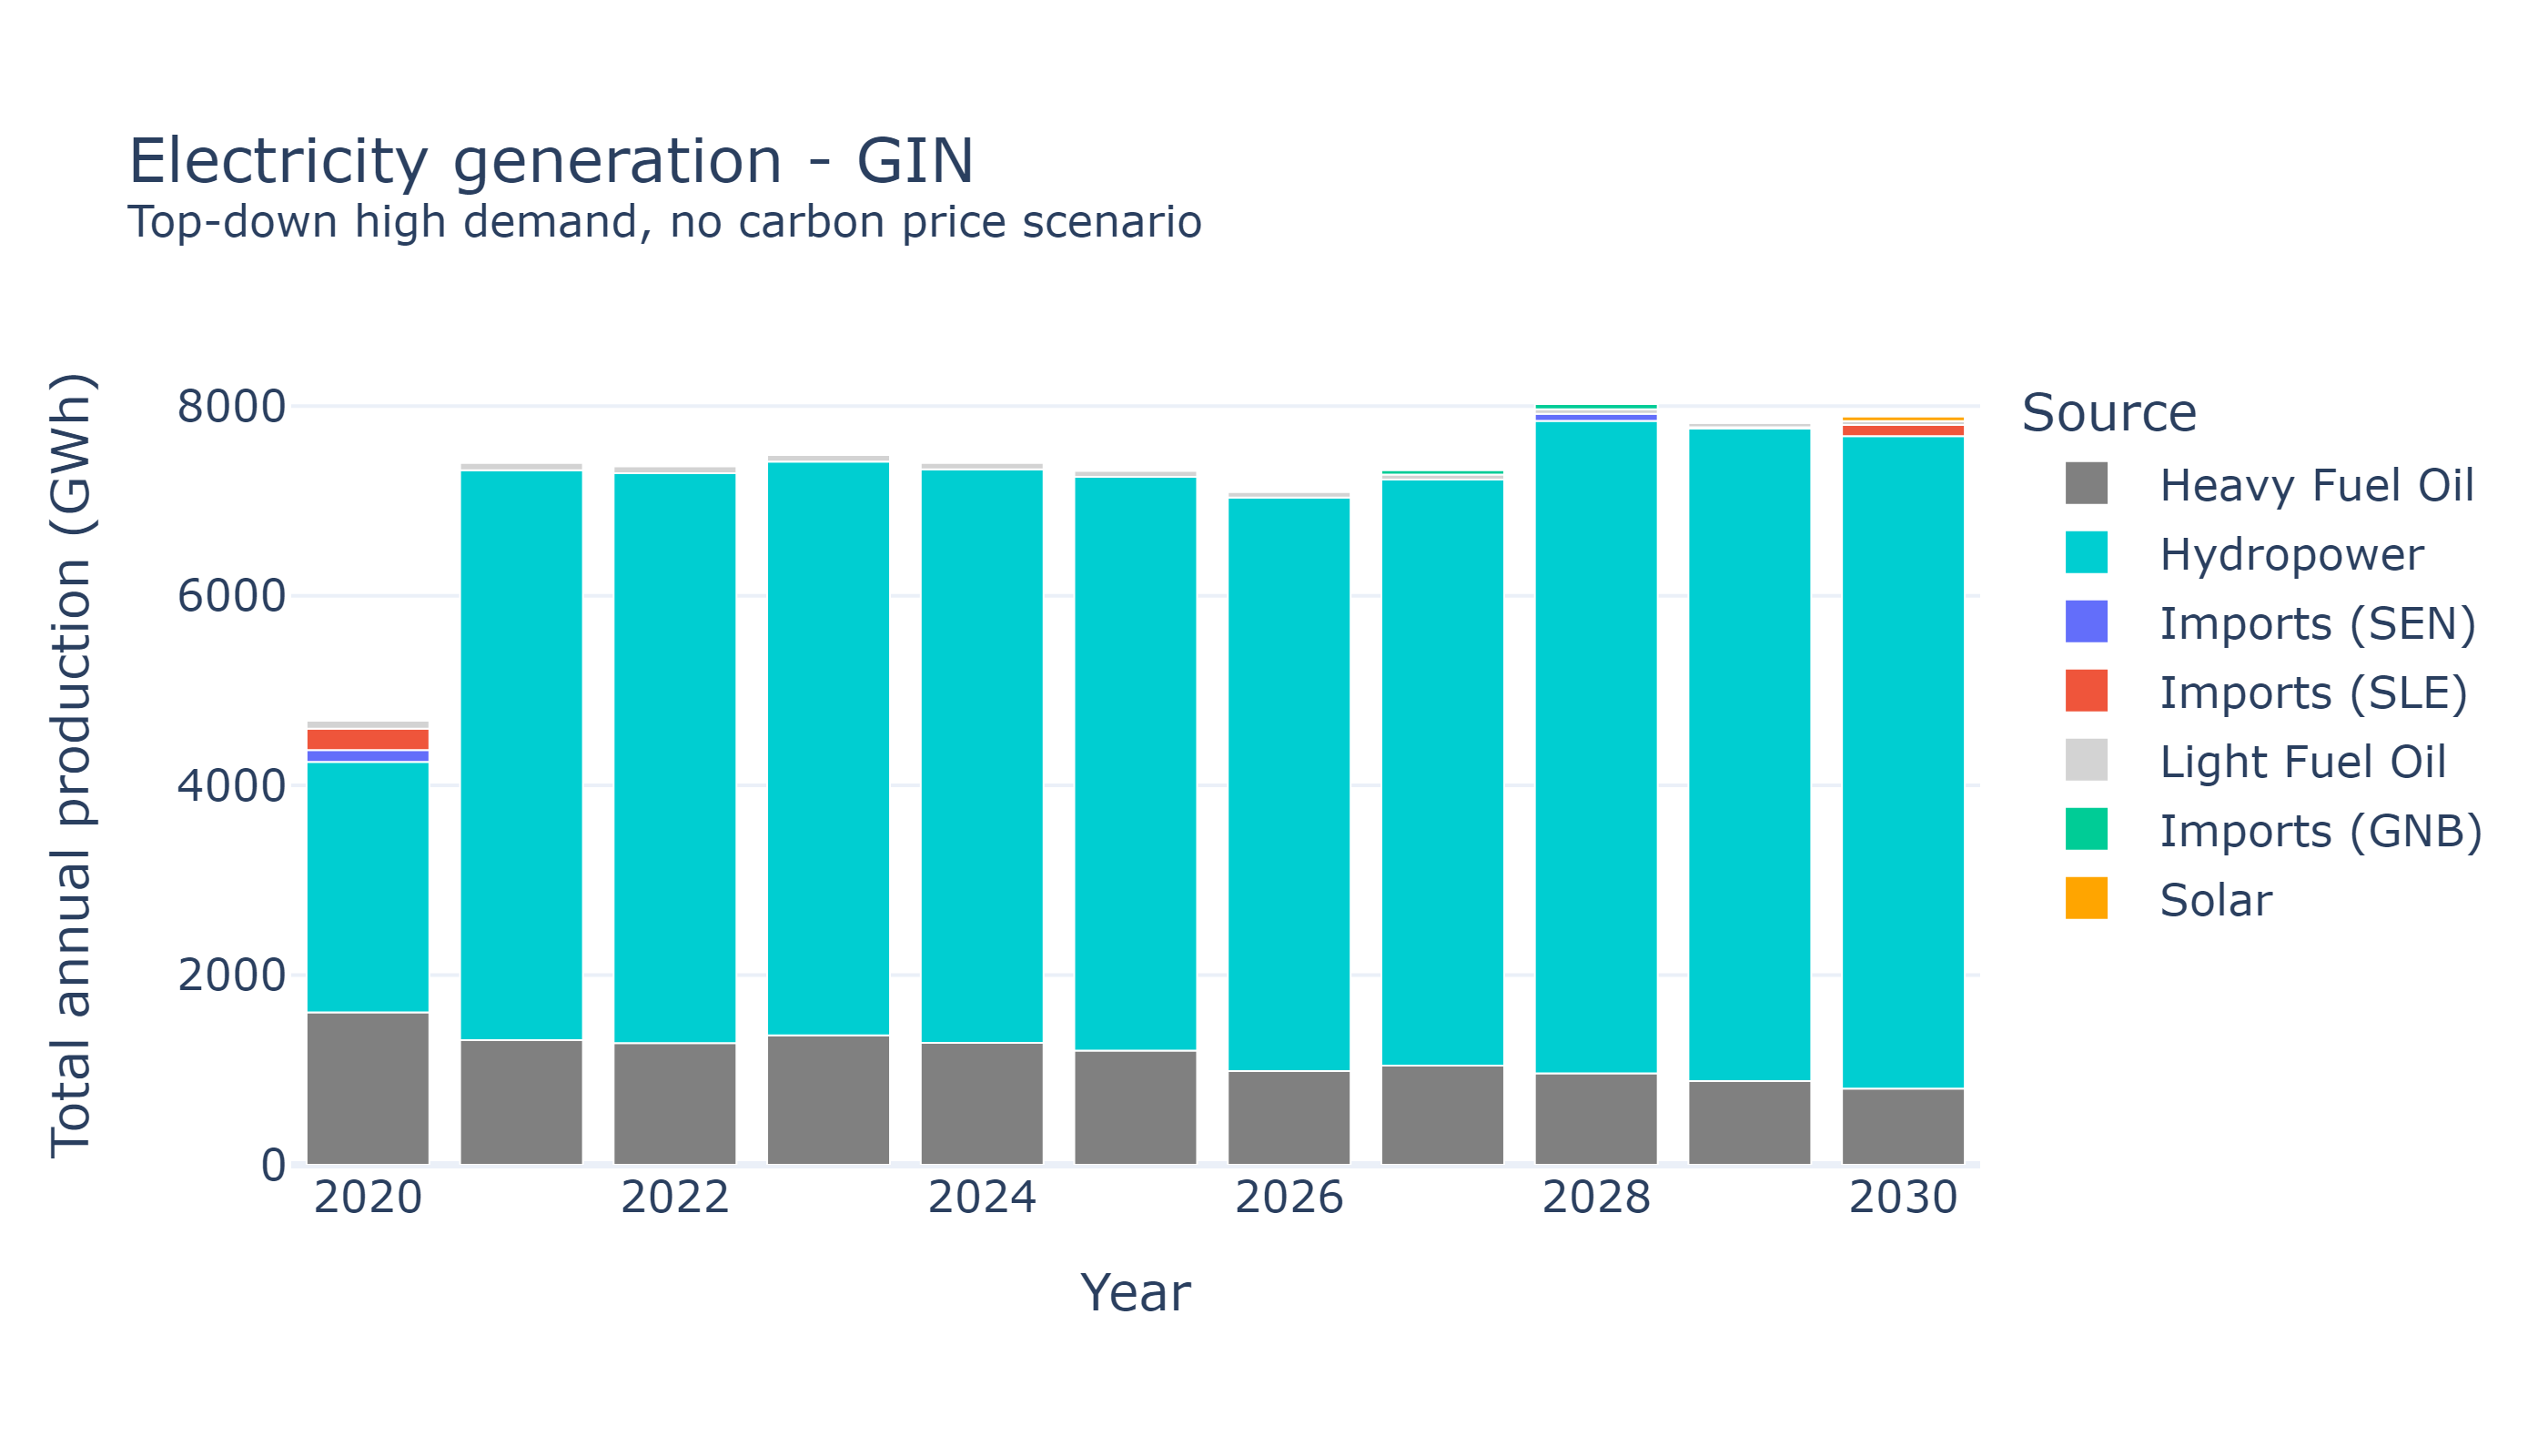 Electricity generation - GIN
Top-down high demand, no carbon price scenario
Total annual production (GWh)
8000
6000
4000
2000
0
2020
2022
2024
2026
2028
2030
Year
Source
Heavy Fuel Oil
Hydropower
Imports (SEN)
Imports (SLE)
Light Fuel Oil
Imports (GNB)
Solar